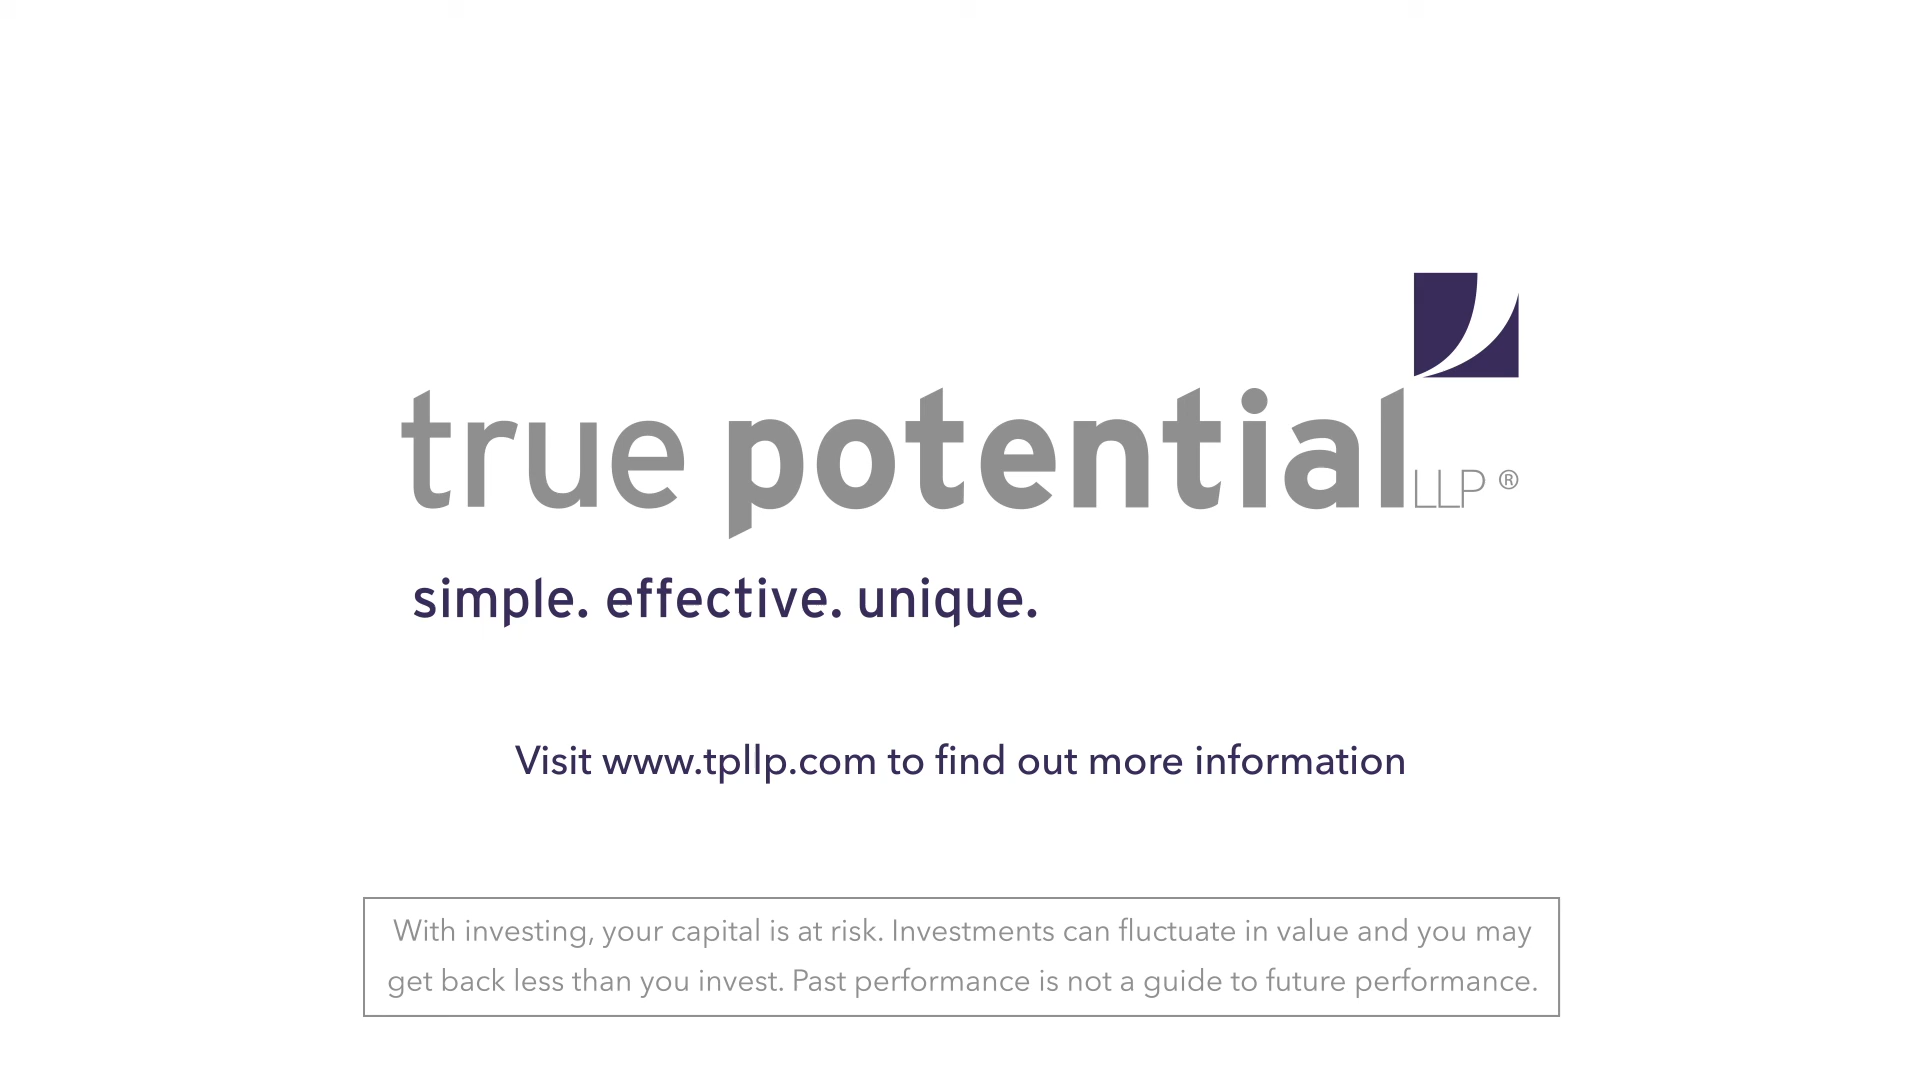 true potential LLP ®
simple. effective. unique.
Visit www.tpllp.com to find out more information
With investing, your capital is at risk. Investments can fluctuate in value and you may
get back less than you invest. Past performance is not a guide to future performance.